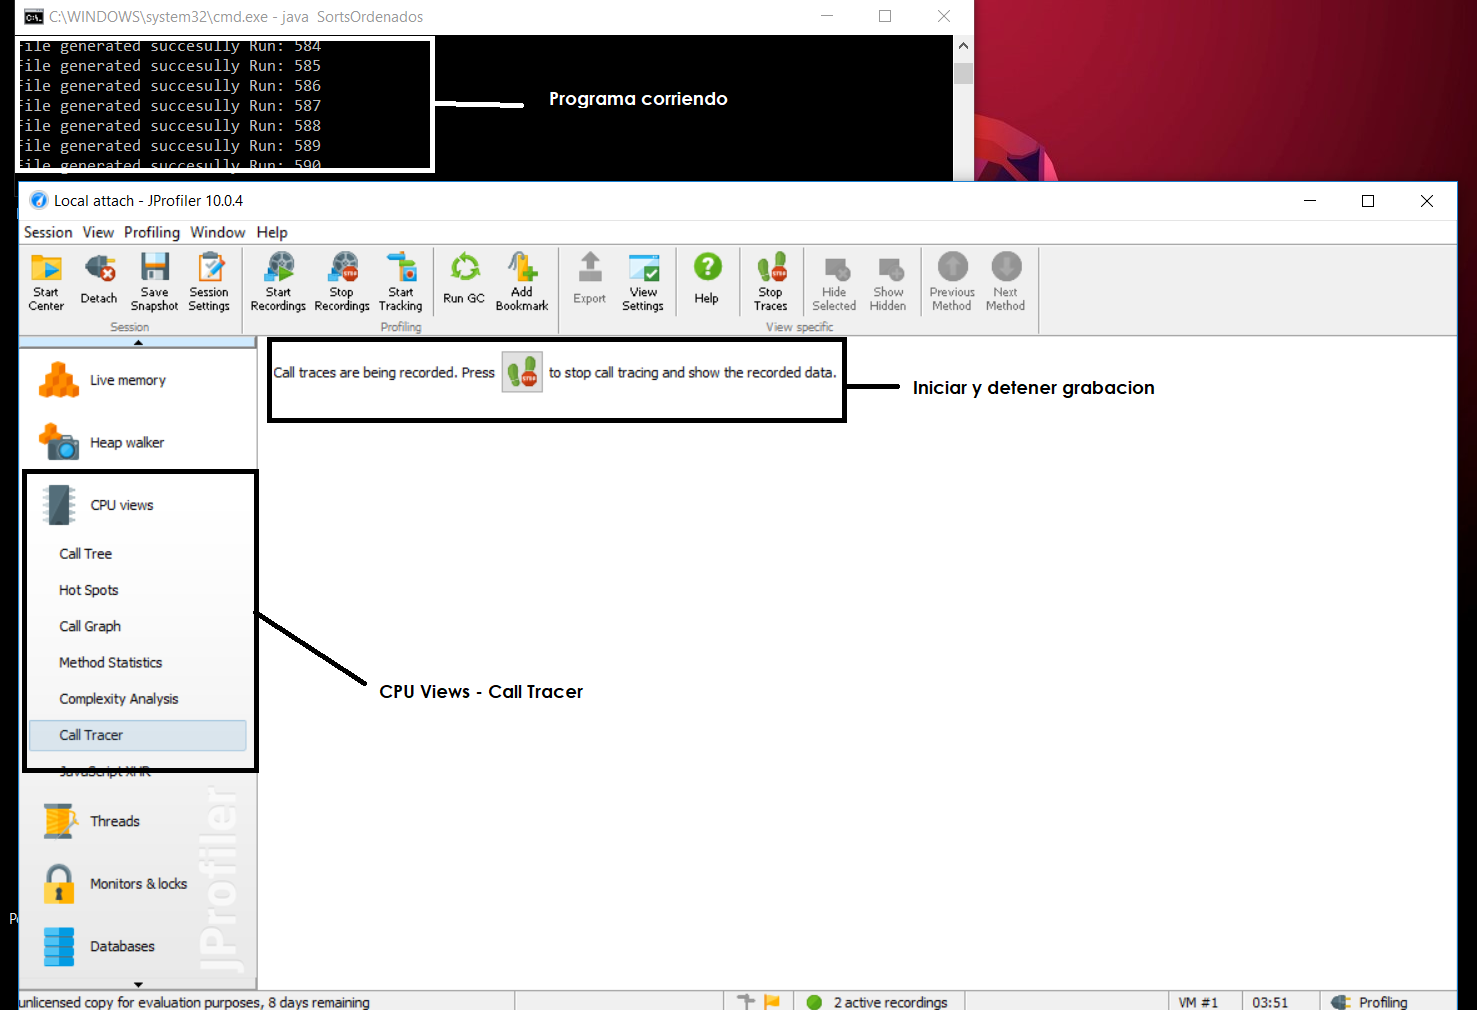 C:\WINDOWS\system32\cmd.exe - java  SortsOrdenados
File generated succesully Run: 584
File generated succesully Run: 585
File generated succesully Run: 586
File generated succesully Run: 587
File generated succesully Run: 588
File generated succesully Run: 589
File generated succesully Run: 590
Programa corriendo
Local attach - JProfiler 10.0.4
Session View Profiling Window Help
Start Center
Detach
Save Snapshot
Session Settings
Start Recordings
Stop Recordings
Start Tracking
Run GC
Add Bookmark
Export
View Settings
Help
Stop Traces
Hide Selected
Show Hidden
Previous Method
Next Method
Session
Profiling
View specific
Call traces are being recorded. Press to stop call tracing and show the recorded data.
Iniciar y detener grabacion
Live memory
Heap walker
CPU views
Call Tree
Hot Spots
Call Graph
Method Statistics
Complexity Analysis
Call Tracer
JavaScript XHR
CPU Views - Call Tracer
Threads
Monitors & locks
Databases
JProfiler
unlicensed copy for evaluation purposes, 8 days remaining
2 active recordings
VM #1
03:51
Profiling